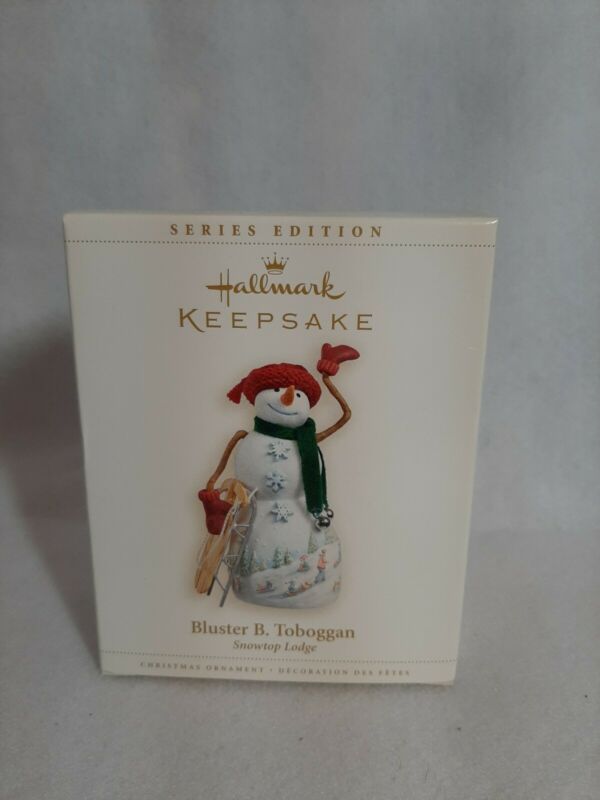 SERIES EDITION
Hallmark
KEEPSAKE
Bluster B. Toboggan
Snowtop Lodge
CHRISTMAS ORNAMENT • DÉCORATION DES FÊTES